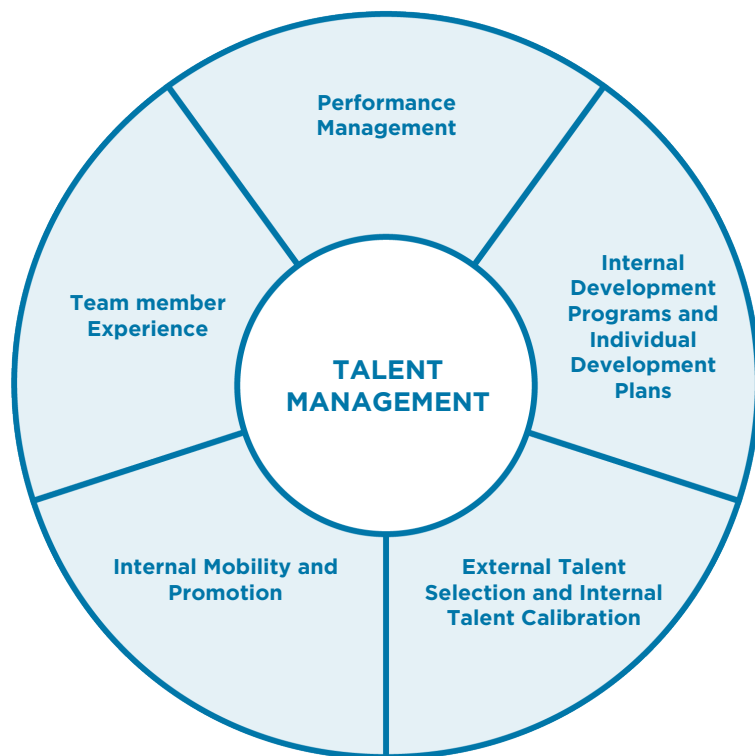 Performance
Management
Internal
Development
Programs and
Individual
Development
Plans
Team member
Experience
TALENT
MANAGEMENT
Internal Mobility and
Promotion
External Talent
Selection and Internal
Talent Calibration